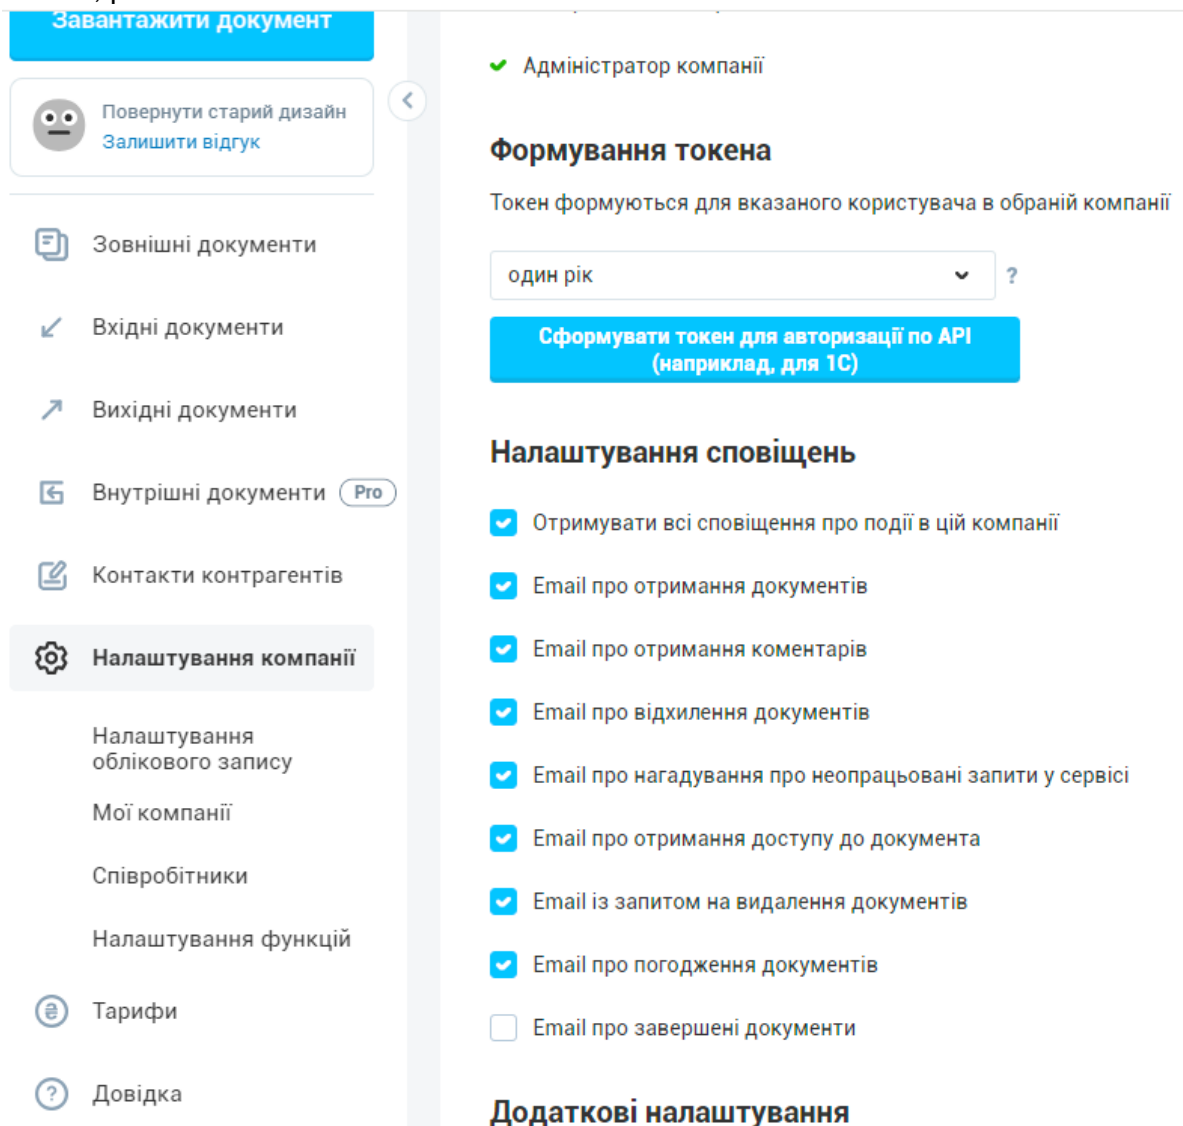 Завантажити документ
Повернути старий дизайн
Залишити відгук
Зовнішні документи
Вхідні документи
Вихідні документи
Внутрішні документи Pro
Контакти контрагентів
Налаштування компанії
Налаштування
облікового запису
Мої компанії
Співробітники
Налаштування функцій
Тарифи
Довідка
Адміністратор компанії
Формування токена
Токен формуються для вказаного користувача в обраній компанії
один рік
?
Сформувати токен для авторизації по API
(наприклад, для 1С)
Налаштування сповіщень
Отримувати всі сповіщення про події в цій компанії
Email про отримання документів
Email про отримання коментарів
Email про відхилення документів
Email про нагадування про неопрацьовані запити у сервісі
Email про отримання доступу до документа
Email із запитом на видалення документів
Email про погодження документів
Email про завершені документи
Додаткові налаштування